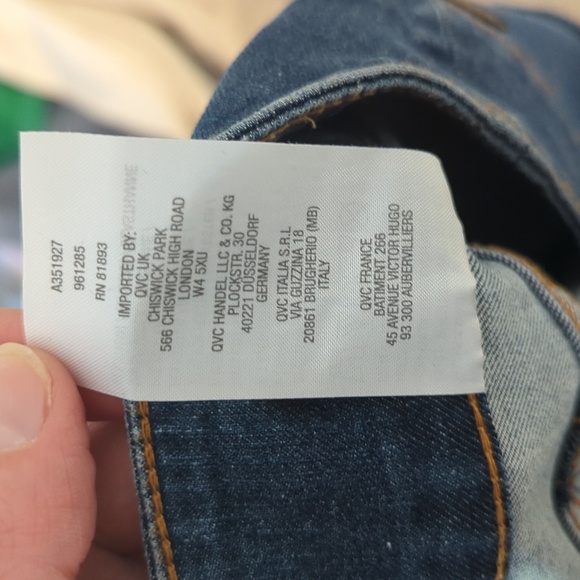 A351927
961285
RN 81893
IMPORTED BY:
QVC UK
CHISWICK PARK
566 CHISWICK HIGH ROAD
LONDON
W4 5XU
QVC HANDEL LLC & CO. KG
PLOCKSTR, 30
40221 DÜSSELDORF
GERMANY
QVC ITALIA S.R.L
VIA GUZZINA 18
20861 BRUGHERIO (MB)
ITALY
QVC FRANCE
BATIMENT 266
45 AVENUE VICTOR HUGO
93 300 AUBERVILLIERS